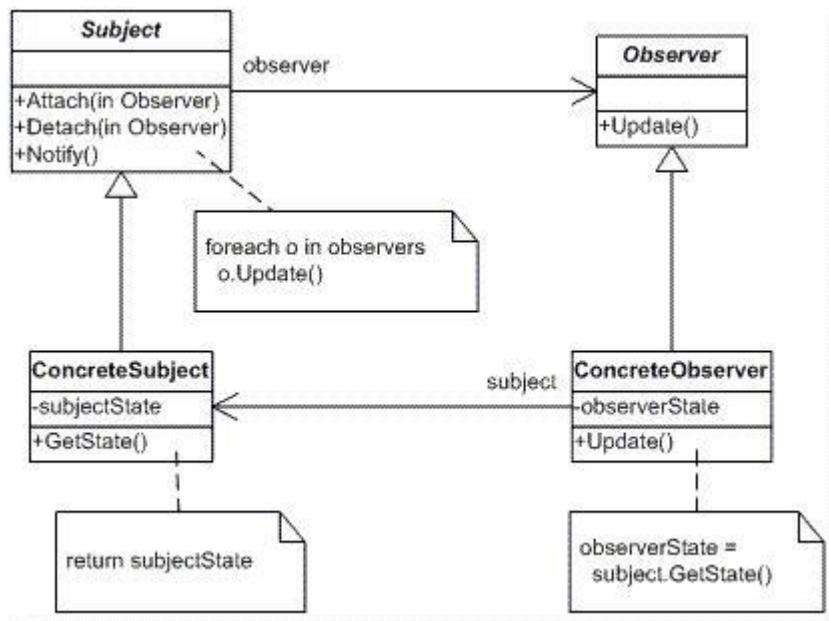 Subject
+Attach(in Observer)
+Detach(in Observer)
+Notify()
observer
Observer
+Update()
foreach o in observers
o.Update()
ConcreteSubject
-subjectState
+GetState()
subject
ConcreteObserver
-observerState
+Update()
return subjectState
observerState =
subject.GetState()